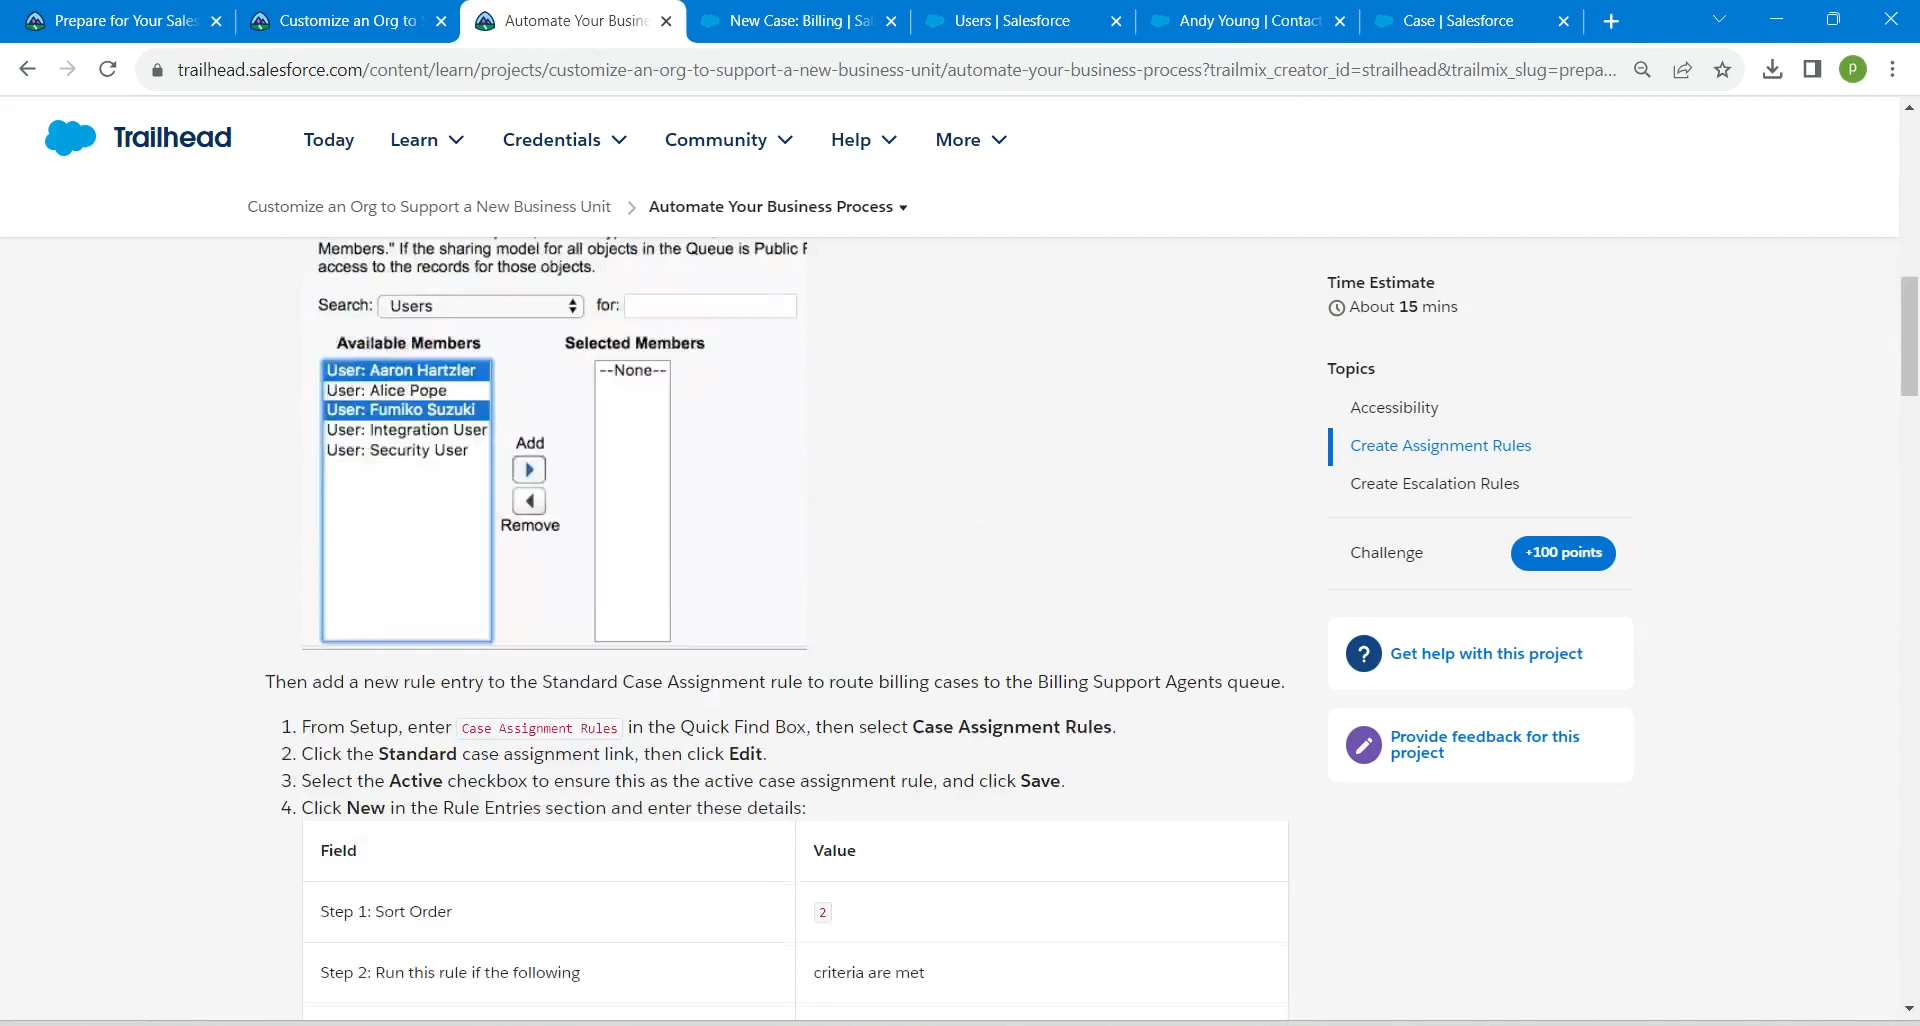 Prepare for Your Sales
Customize an Org to S
Automate Your Busine
New Case: Billing | Sa
Users | Salesforce
Andy Young | Contact
Case | Salesforce
trailhead.salesforce.com/content/learn/projects/customize-an-org-to-support-a-new-business-unit/automate-your-business-process?trailmix_creator_id=strailhead&trailmix_slug=prepa...
P
Trailhead
Today
Learn
Credentials
Community
Help
More
Customize an Org to Support a New Business Unit
Automate Your Business Process
Members." If the sharing model for all objects in the Queue is Public
access to the records for those objects.
Search: Users for:
Available Members Selected Members
User: Aaron Hartzler
User: Alice Pope
User: Fumiko Suzuki
User: Integration User
User: Security User
--None--
Add
Remove
Then add a new rule entry to the Standard Case Assignment rule to route billing cases to the Billing Support Agents queue.
1. From Setup, enter Case Assignment Rules in the Quick Find Box, then select Case Assignment Rules.
2. Click the Standard case assignment link, then click Edit.
3. Select the Active checkbox to ensure this as the active case assignment rule, and click Save.
4. Click New in the Rule Entries section and enter these details:
Field Value
Step 1: Sort Order 2
Step 2: Run this rule if the following criteria are met
Time Estimate
About 15 mins
Topics
Accessibility
Create Assignment Rules
Create Escalation Rules
Challenge
+100 points
? Get help with this project
Provide feedback for this
project